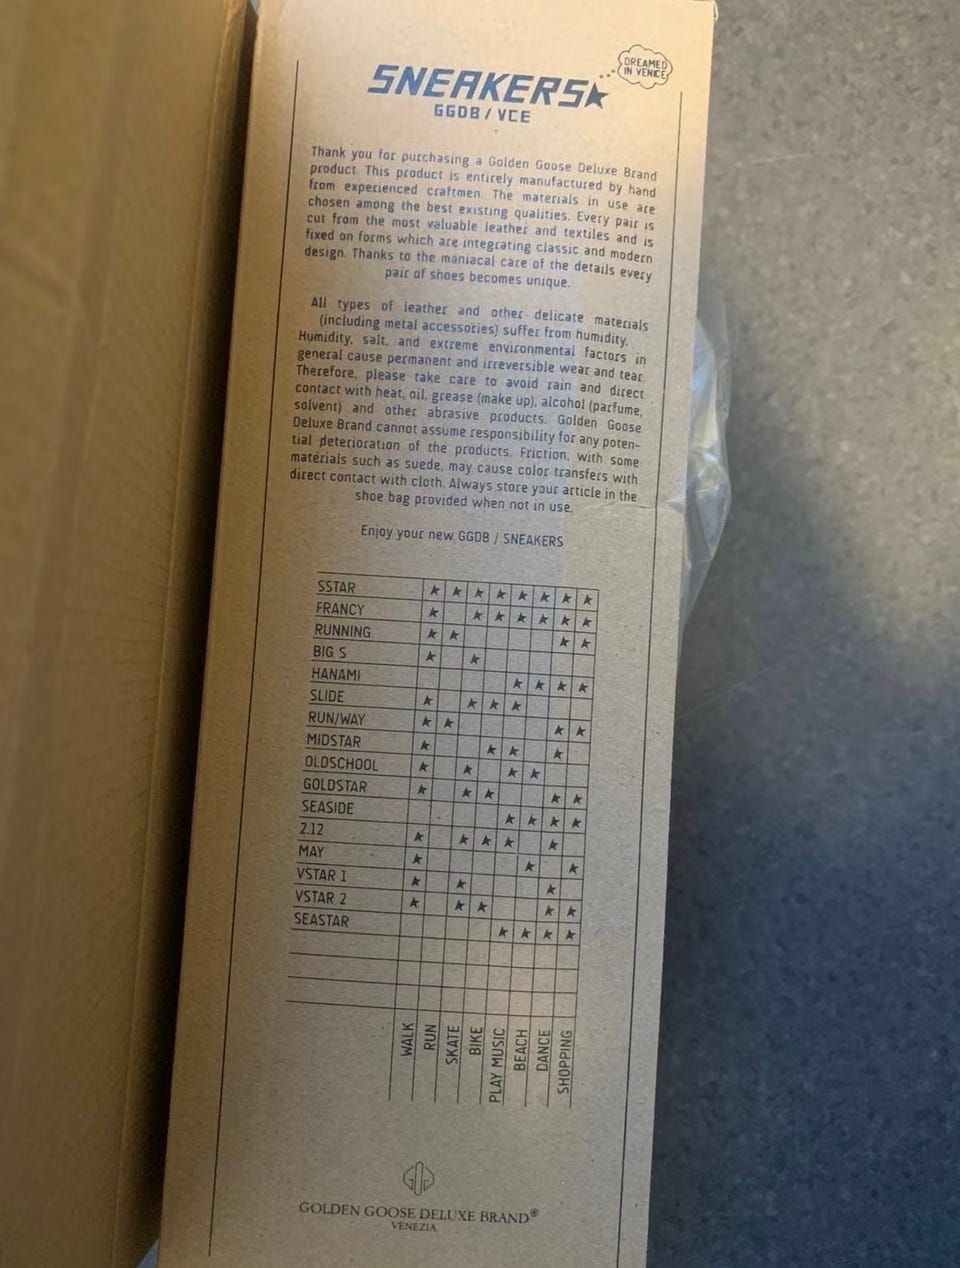 DREAMED
IN VENICE
SNEAKERS★
GGDB / VCE
Thank you for purchasing a Golden Goose Deluxe Brand
product. This product is entirely manufactured by hand
from experienced craftmen. The materials in use are
chosen among the best existing qualities. Every pair is
cut from the most valuable leather and textiles and is
fixed on forms which are integrating classic and modern
design. Thanks to the maniacal care of the details every
pair of shoes becomes unique.
All types of leather and other delicate materials
(including metal accessories) suffer from humidity.
Humidity, salt, and extreme environmental factors in
general cause permanent and irreversible wear and tear.
Therefore, please take care to avoid rain and direct
contact with heat, oil, grease (make up), alcohol (parfume,
solvent) and other abrasive products. Golden Goose
Deluxe Brand cannot assume responsibility for any poten-
tial deterioration of the products. Friction, with some
materials such as suede, may cause color transfers with
direct contact with cloth. Always store your article in the
shoe bag provided when not in use.
Enjoy your new GGDB / SNEAKERS
SSTAR ★ ★ ★ ★ ★ ★ ★ ★
FRANCY ★ ★ ★ ★ ★ ★ ★
RUNNING ★ ★ ★ ★
BIG S ★ ★
HANAMI ★ ★ ★ ★
SLIDE ★ ★ ★ ★
RUN/WAY ★ ★ ★ ★
MIDSTAR ★ ★ ★ ★
OLDSCHOOL ★ ★ ★ ★
GOLDSTAR ★ ★ ★ ★ ★
SEASIDE ★ ★ ★ ★
2.12 ★ ★ ★ ★ ★
MAY ★ ★ ★
VSTAR 1 ★ ★ ★
VSTAR 2 ★ ★ ★ ★ ★
SEASTAR ★ ★ ★ ★
WALK
RUN
SKATE
BIKE
PLAY MUSIC
BEACH
DANCE
SHOPPING
GOLDEN GOOSE DELUXE BRAND®
VENEZIA